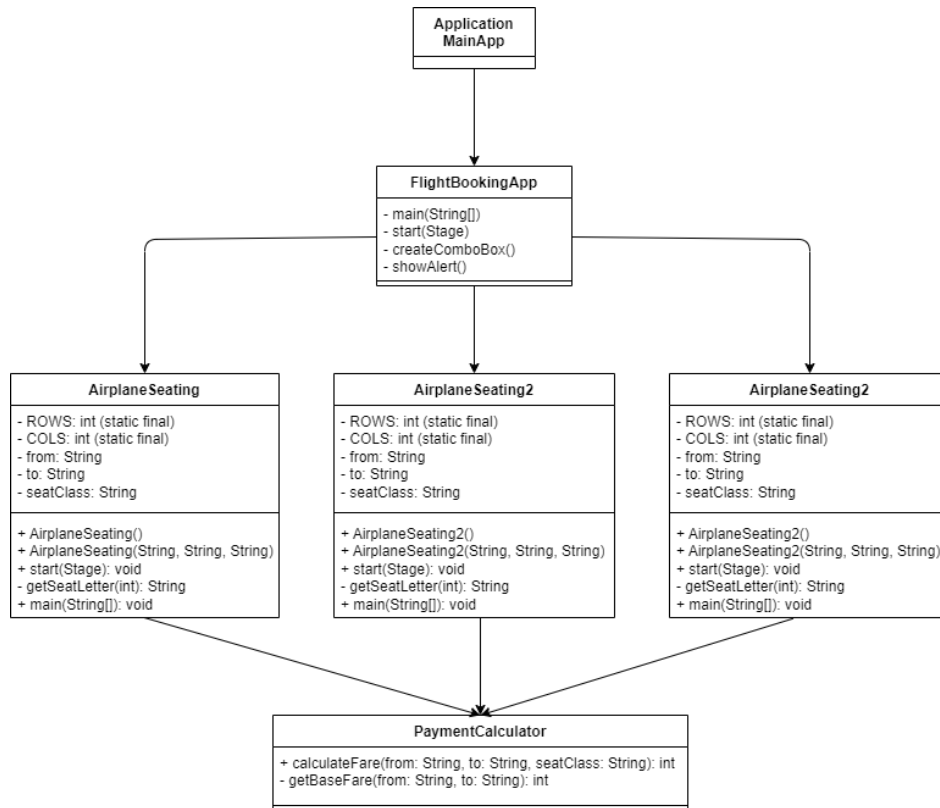 Application
MainApp
FlightBookingApp
- main(String[])
- start(Stage)
- createComboBox()
- showAlert()
AirplaneSeating
- ROWS: int (static final)
- COLS: int (static final)
- from: String
- to: String
- seatClass: String
+ AirplaneSeating()
+ AirplaneSeating(String, String, String)
+ start(Stage): void
- getSeatLetter(int): String
+ main(String[]): void
AirplaneSeating2
- ROWS: int (static final)
- COLS: int (static final)
- from: String
- to: String
- seatClass: String
+ AirplaneSeating2()
+ AirplaneSeating2(String, String, String)
+ start(Stage): void
- getSeatLetter(int): String
+ main(String[]): void
AirplaneSeating2
- ROWS: int (static final)
- COLS: int (static final)
- from: String
- to: String
- seatClass: String
+ AirplaneSeating2()
+ AirplaneSeating2(String, String, String)
+ start(Stage): void
- getSeatLetter(int): String
+ main(String[]): void
PaymentCalculator
+ calculateFare(from: String, to: String, seatClass: String): int
- getBaseFare(from: String, to: String): int